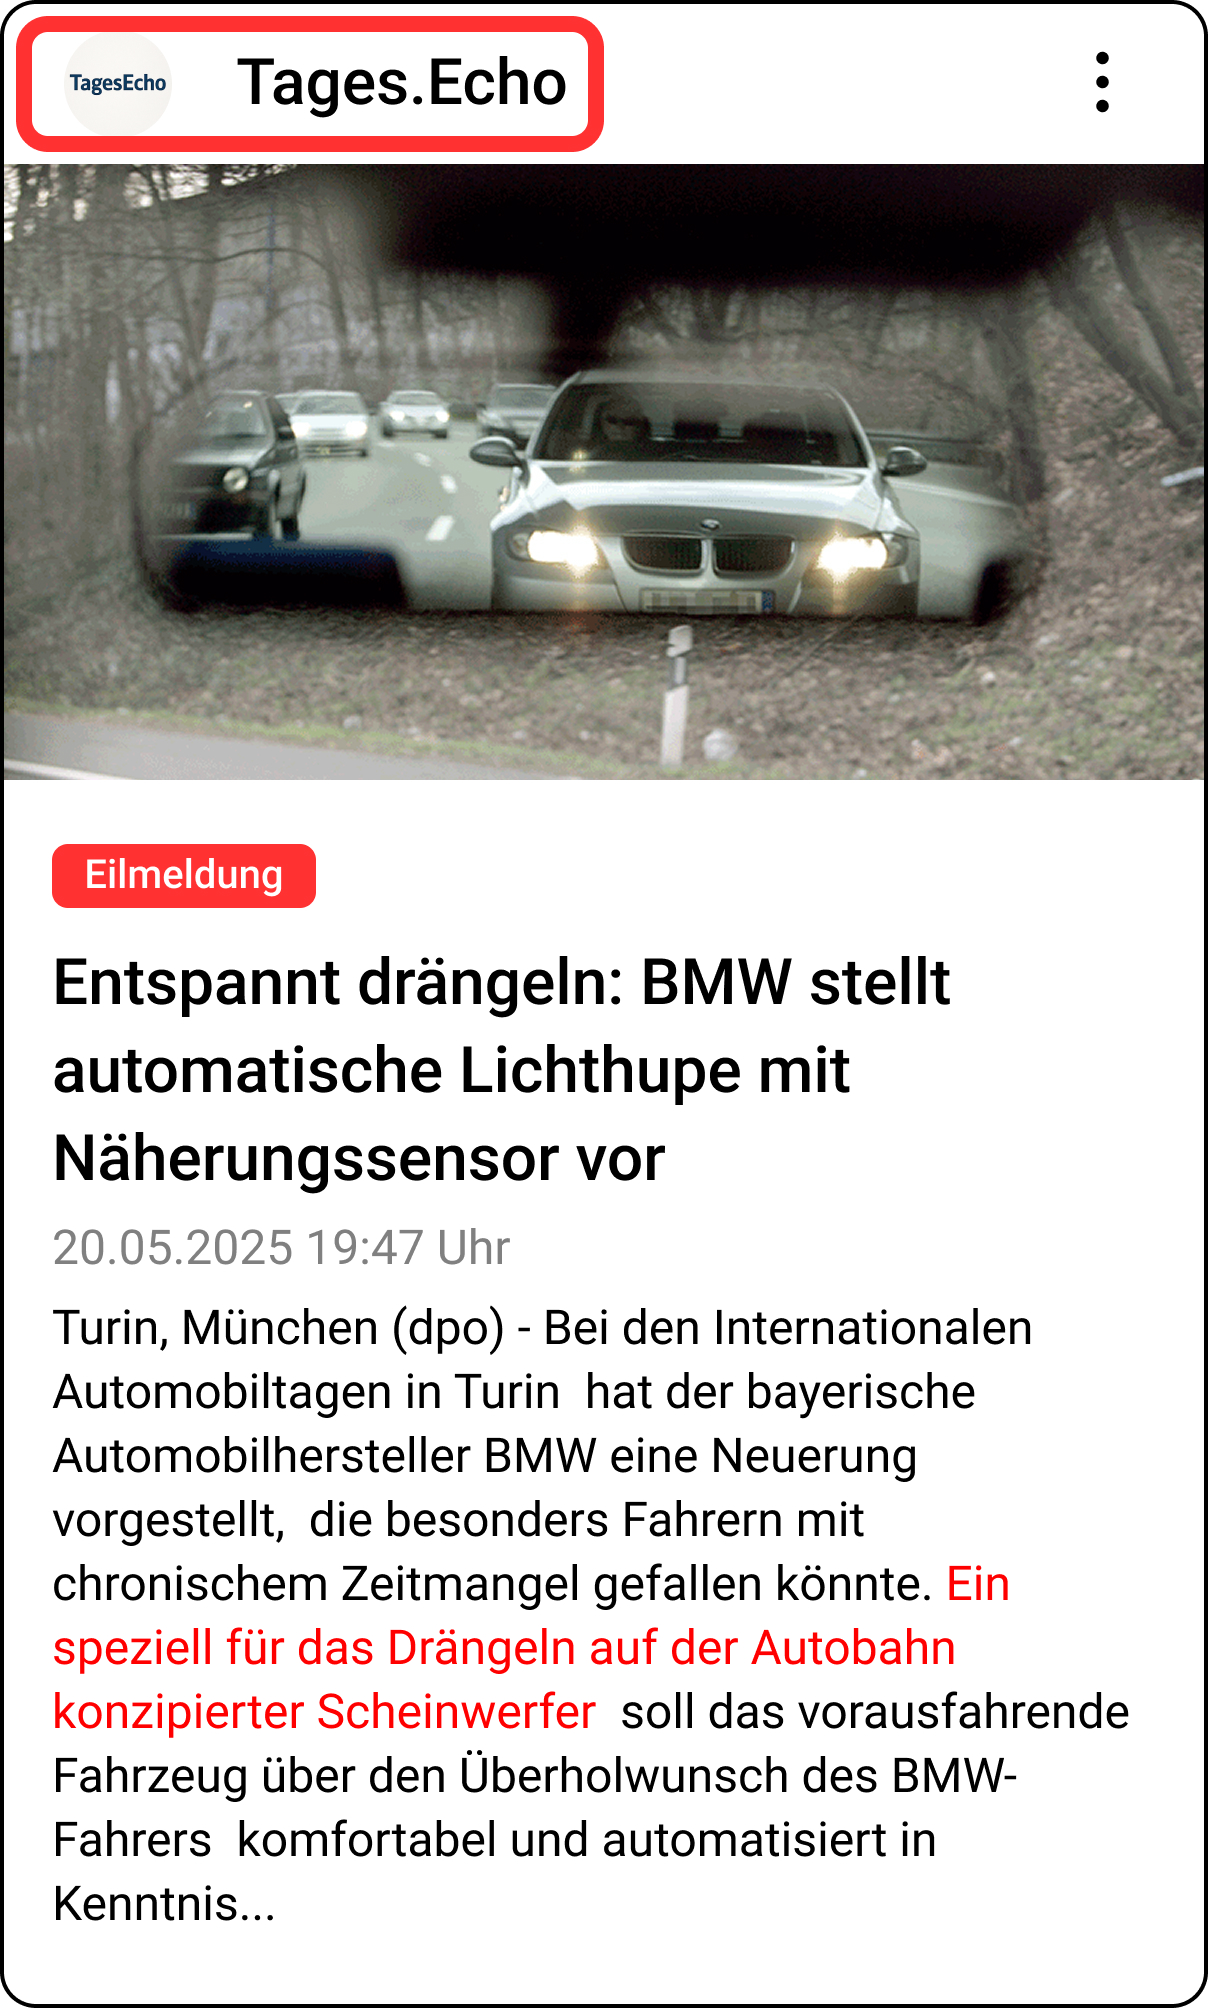 TagesEcho
Tages.Echo
Eilmeldung
Entspannt drängeln: BMW stellt
automatische Lichthupe mit
Näherungssensor vor
20.05.2025 19:47 Uhr
Turin, München (dpo) - Bei den Internationalen
Automobiltagen in Turin  hat der bayerische
Automobilhersteller BMW eine Neuerung
vorgestellt,  die besonders Fahrern mit
chronischem Zeitmangel gefallen könnte. Ein
speziell für das Drängeln auf der Autobahn
konzipierter Scheinwerfer  soll das vorausfahrende
Fahrzeug über den Überholwunsch des BMW-
Fahrers  komfortabel und automatisiert in
Kenntnis...